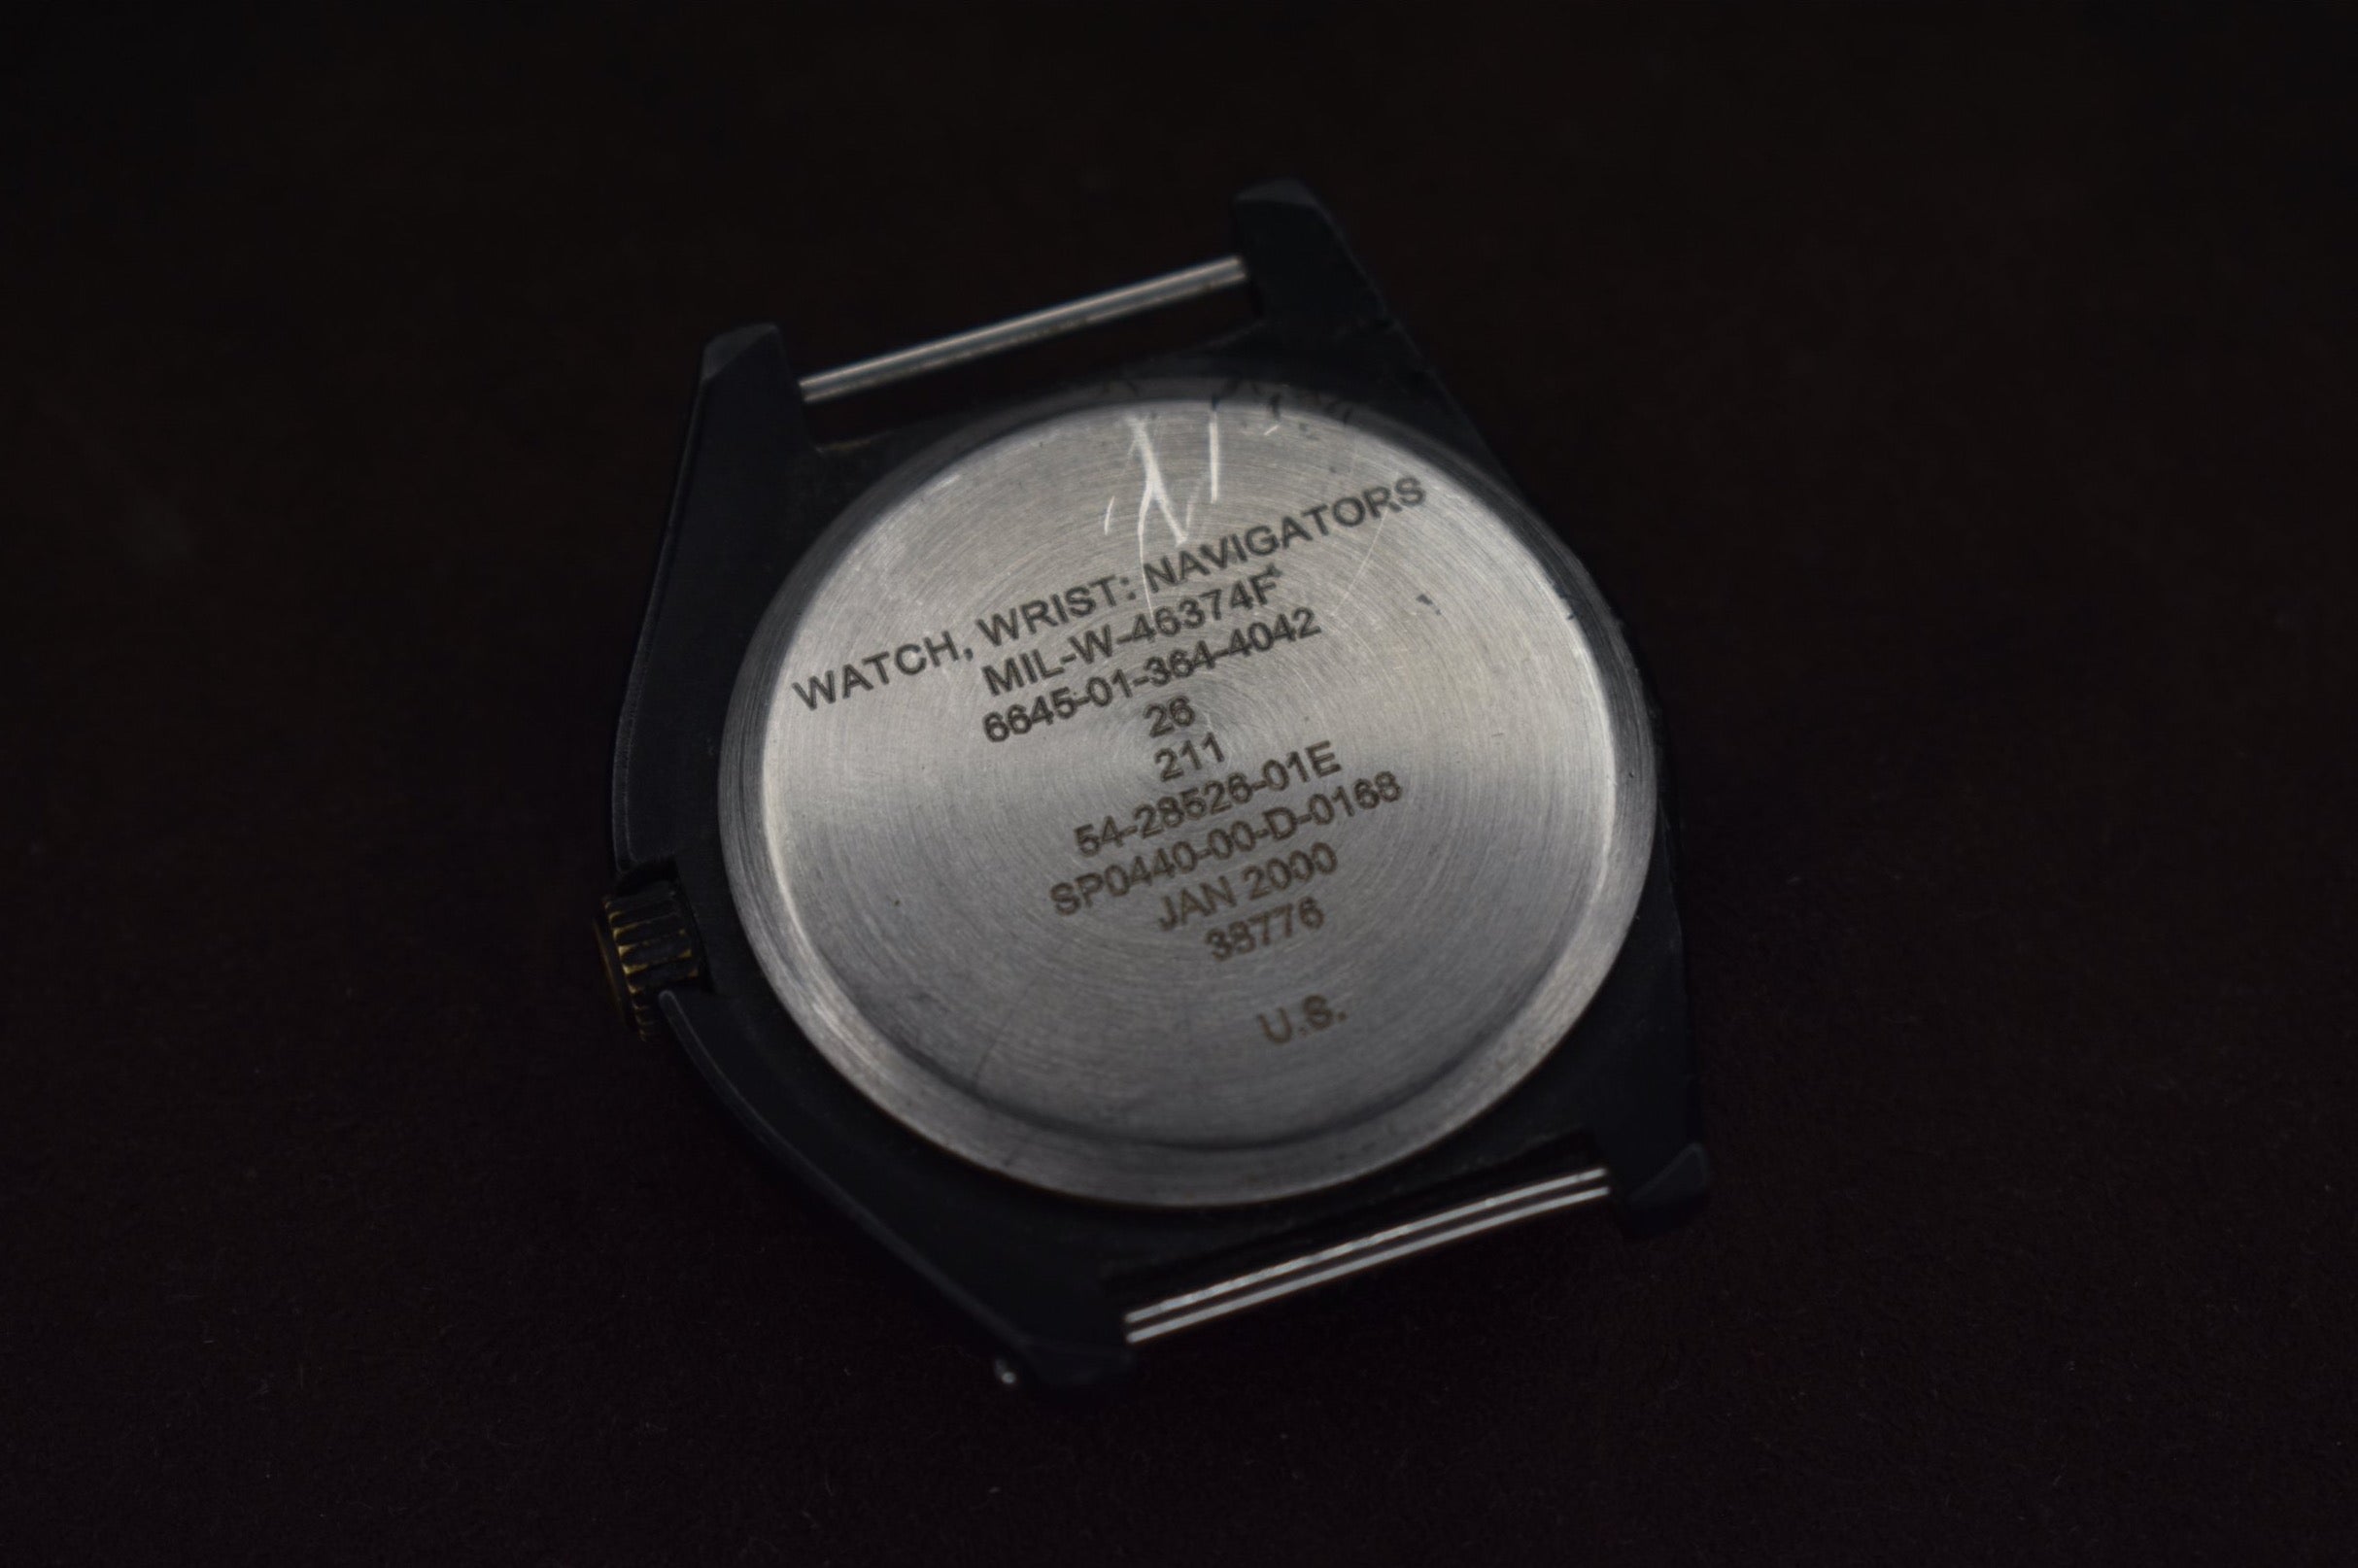 WATCH, WRIST: NAVIGATORS
MIL-W-46374F
6645-01-364-4042
26
211
54-28526-01E
SP0440-00-D-0168
JAN 2000
38776
U.S.